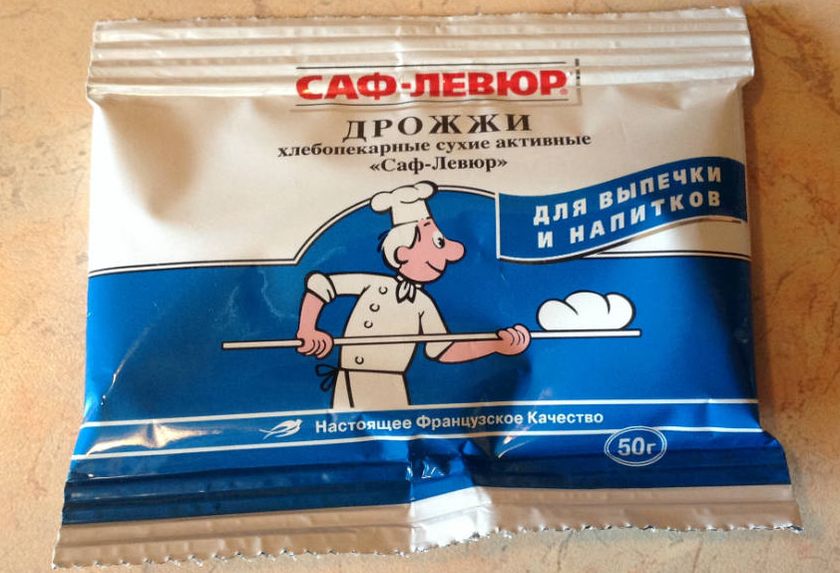 САФ-ЛЕВЮР®
ДРОЖЖИ
хлебопекарные сухие активные
«Саф-Левюр»
ДЛЯ ВЫПЕЧКИ
И НАПИТКОВ
Настоящее Французское Качество
50г